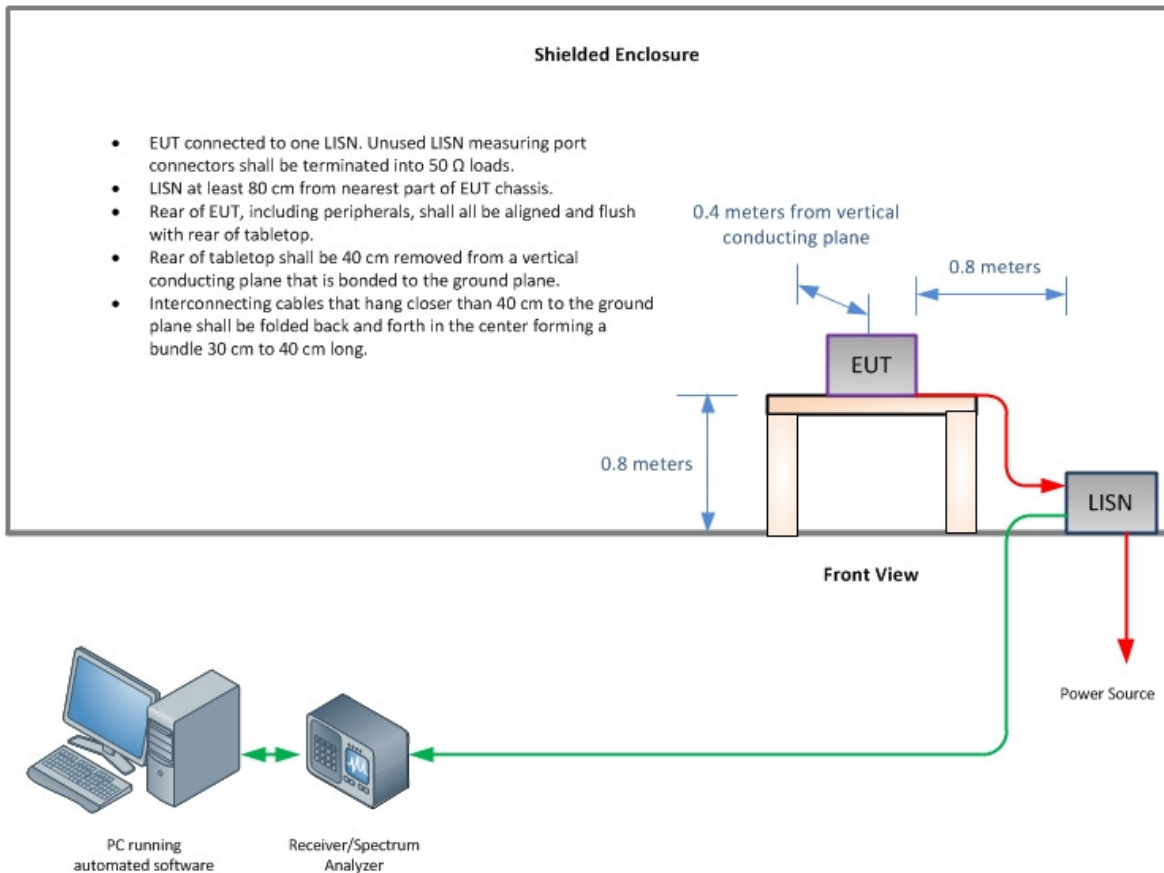 Shielded Enclosure
• EUT connected to one LISN. Unused LISN measuring port
connectors shall be terminated into 50 Ω loads.
• LISN at least 80 cm from nearest part of EUT chassis.
• Rear of EUT, including peripherals, shall all be aligned and flush
with rear of tabletop.
• Rear of tabletop shall be 40 cm removed from a vertical
conducting plane that is bonded to the ground plane.
• Interconnecting cables that hang closer than 40 cm to the ground
plane shall be folded back and forth in the center forming a
bundle 30 cm to 40 cm long.
0.4 meters from vertical
conducting plane
0.8 meters
EUT
0.8 meters
LISN
Front View
Power Source
PC running
automated software
Receiver/Spectrum
Analyzer